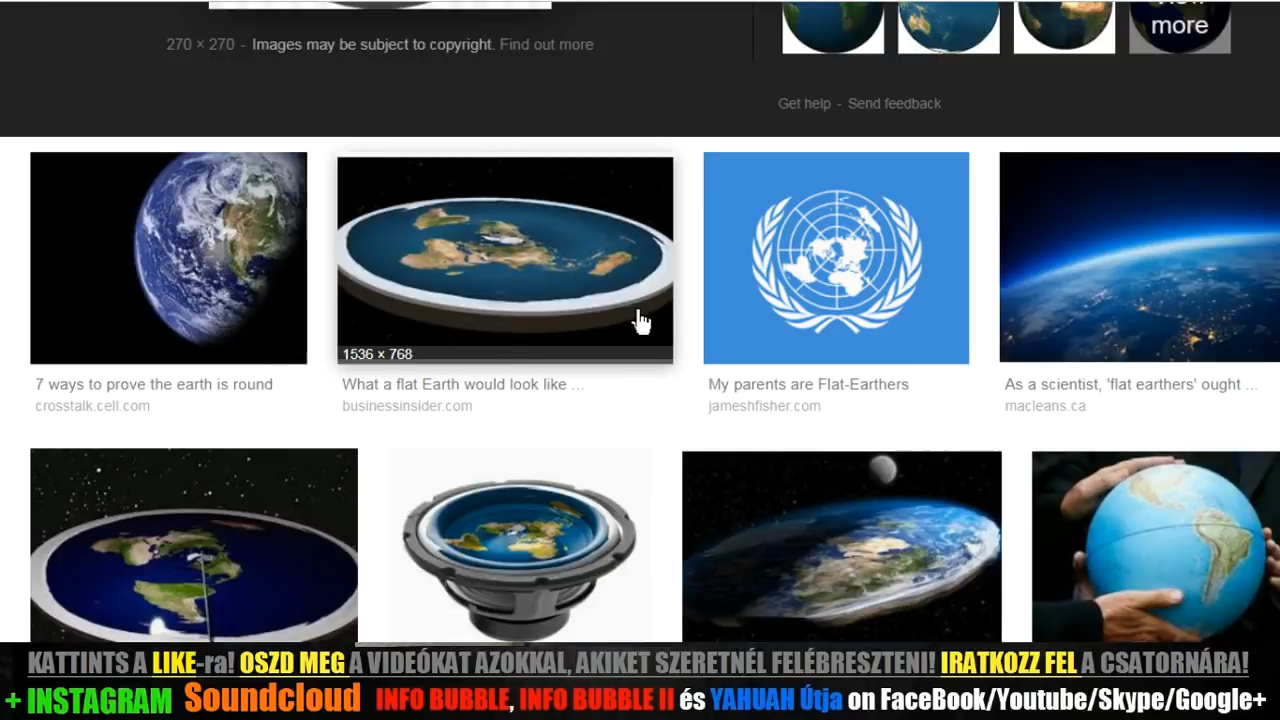 View
more
270 × 270 - Images may be subject to copyright. Find out more
Get help - Send feedback
1536 × 768
7 ways to prove the earth is round
crosstalk.cell.com
What a flat Earth would look like ...
businessinsider.com
My parents are Flat-Earthers
jameshfisher.com
As a scientist, 'flat earthers' ought ...
macleans.ca
KATTINTS A LIKE-ra! OSZD MEG A VIDEÓKAT AZOKKAL, AKIKET SZERETNÉL FELÉBRESZTENI! IRATKOZZ FEL A CSATORNÁRA!
+ INSTAGRAM Soundcloud INFO BUBBLE, INFO BUBBLE II és YAHUAH Útja on FaceBook/Youtube/Skype/Google+